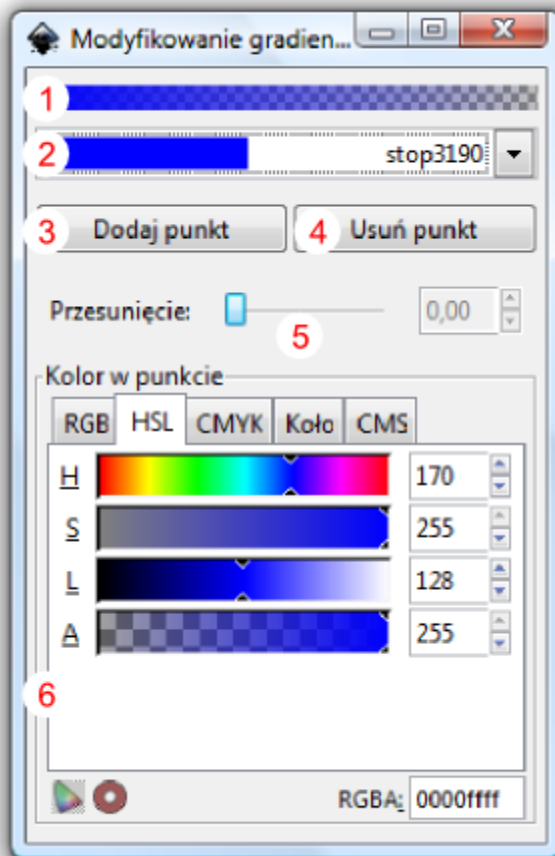 Modyfikowanie gradien...
1
2 stop3190
3 Dodaj punkt 4 Usuń punkt
Przesunięcie: 5 0,00
Kolor w punkcie
RGB HSL CMYK Koło CMS
H 170
S 255
L 128
A 255
6
RGBA: 0000ffff